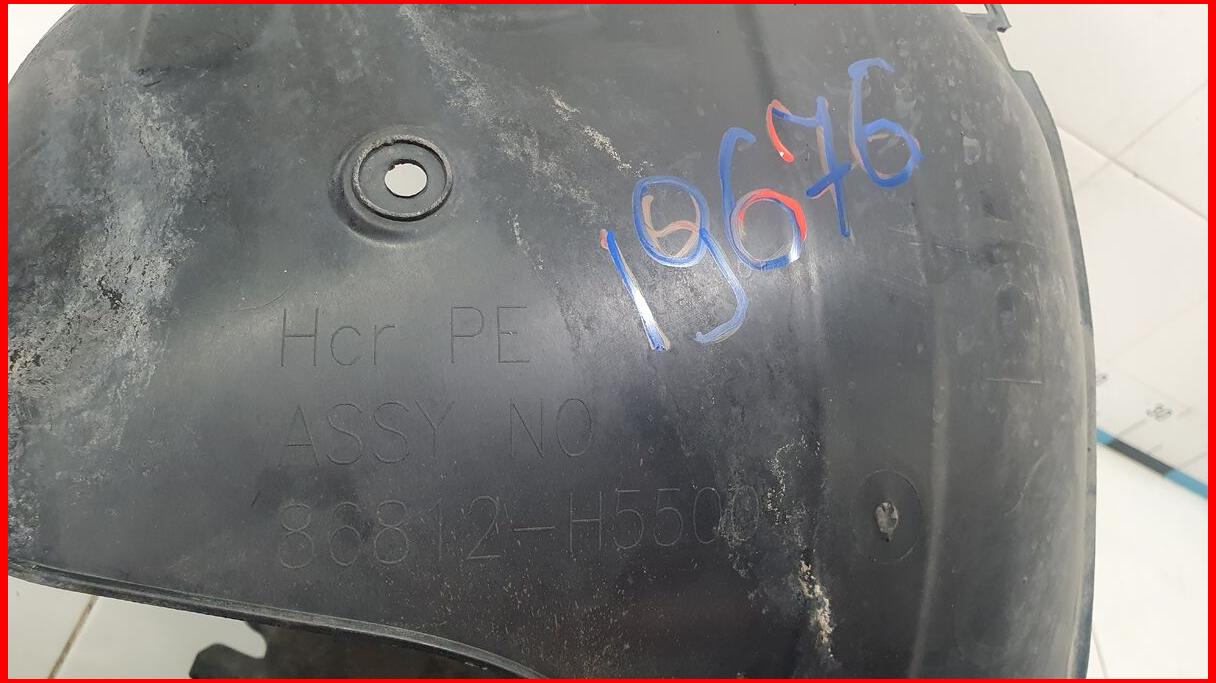 19676
Hcr PE
ASSY NO
86812-H5500